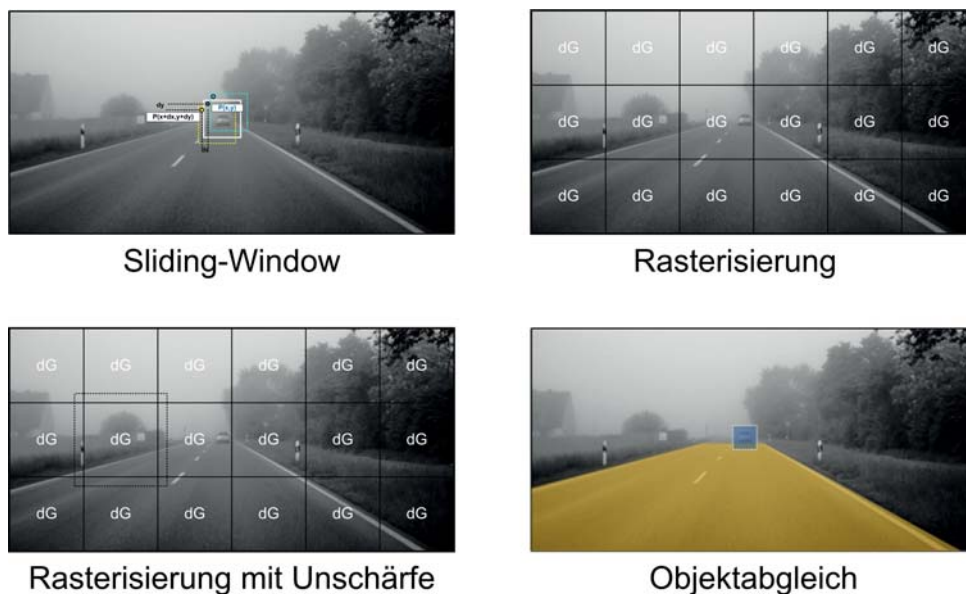 dy
P(x,y)
P(x+dx,y+dy)
dG dG dG dG dG dG
dG dG dG dG dG dG
dG dG dG dG dG dG
Sliding-Window
Rasterisierung
dG dG dG dG dG dG
dG dG dG dG dG dG
dG dG dG dG dG dG
Rasterisierung mit Unschärfe
Objektabgleich